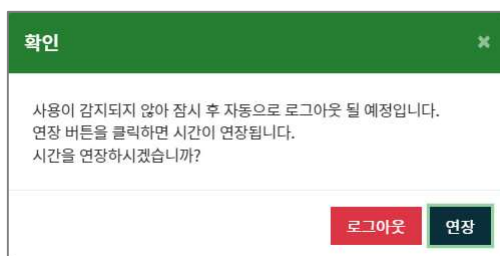 확인
사용이 감지되지 않아 잠시 후 자동으로 로그아웃 될 예정입니다.
연장 버튼을 클릭하면 시간이 연장됩니다.
시간을 연장하시겠습니까?
로그아웃 연장